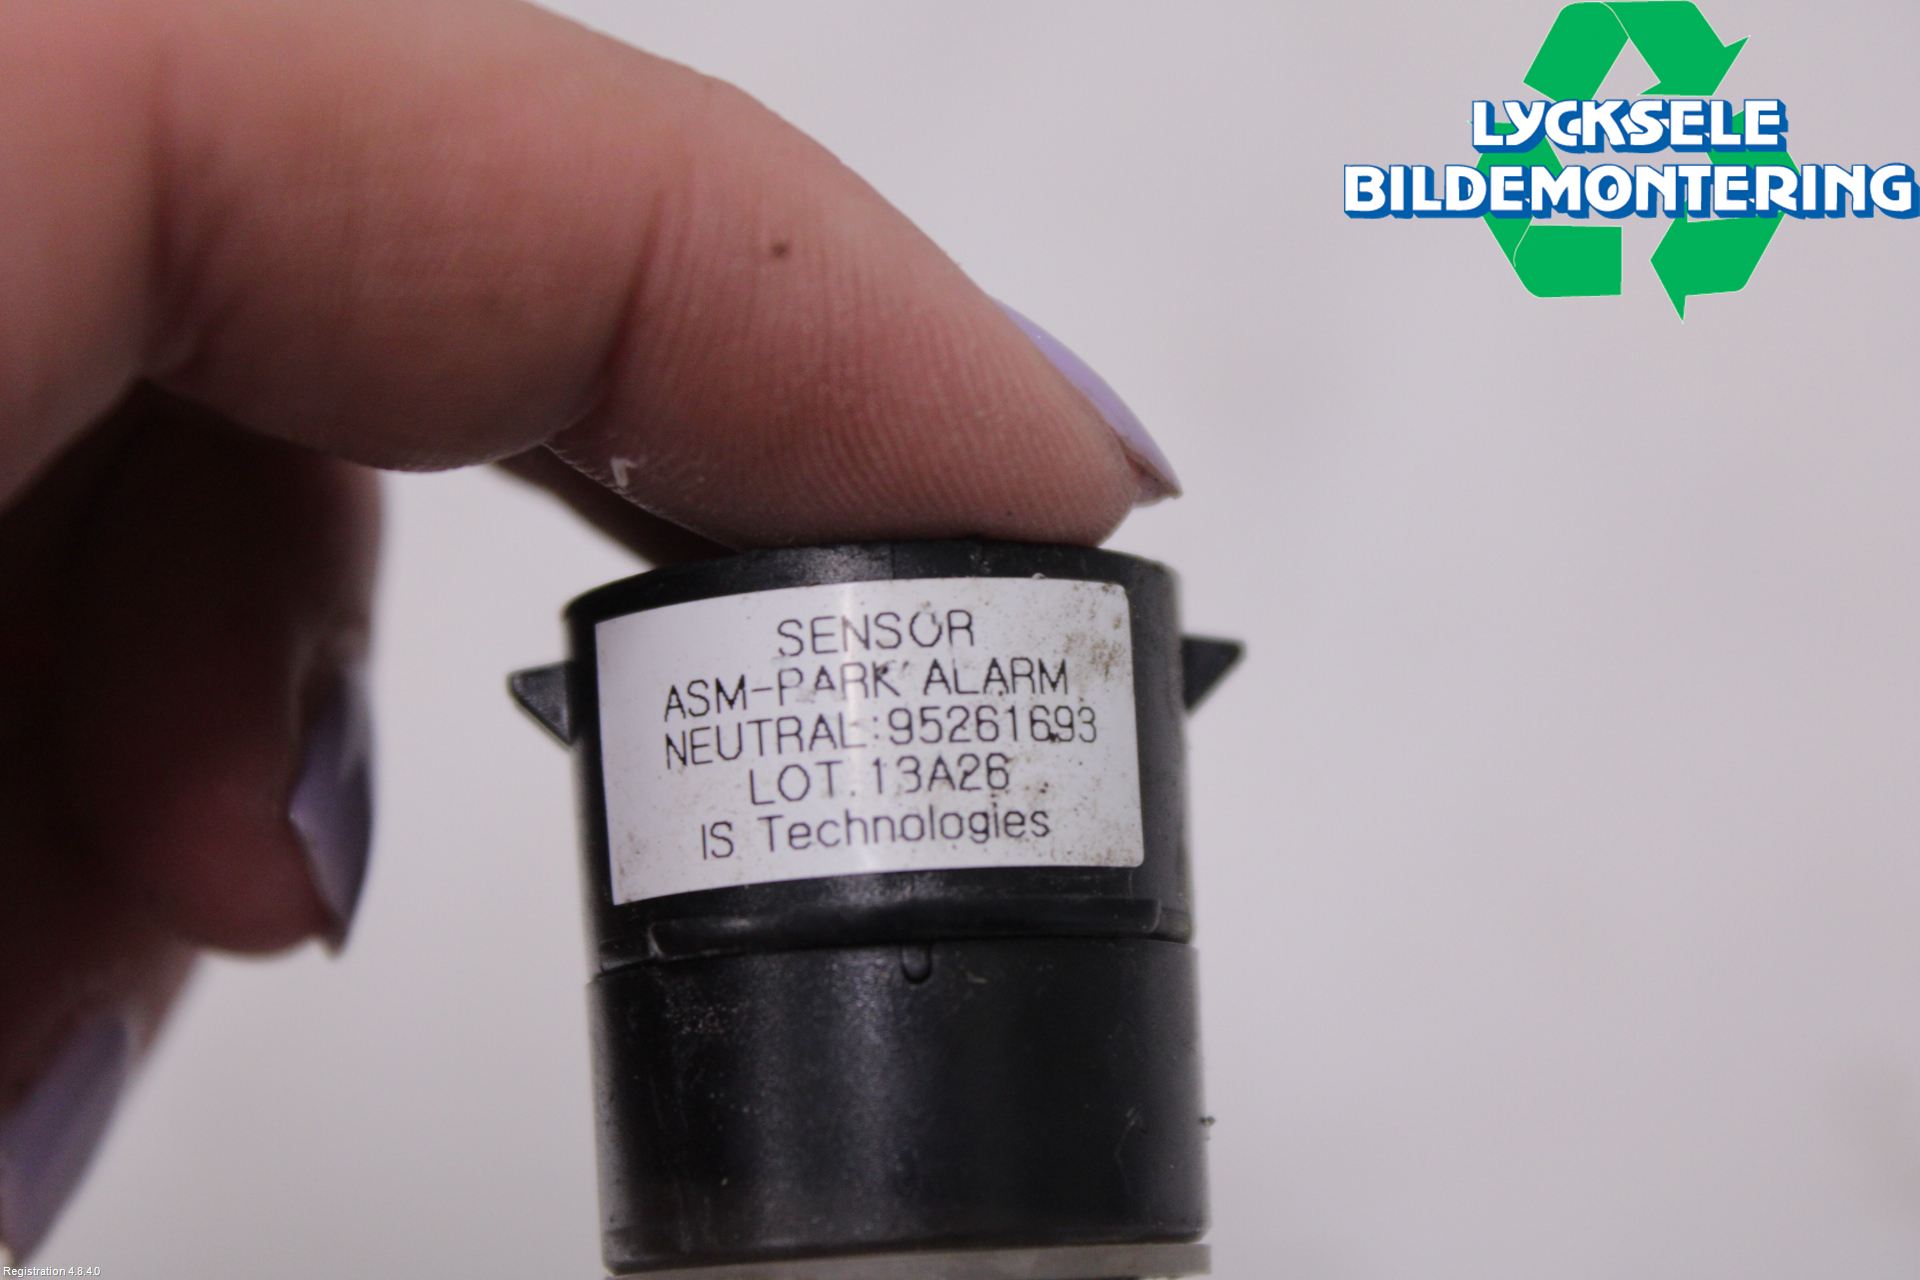 LYCKSELE
BILDEMONTERING
SENSOR
ASM-PARK ALARM
NEUTRAL:95261693
LOT.13A26
IS Technologies
Registration 4.8.4.0